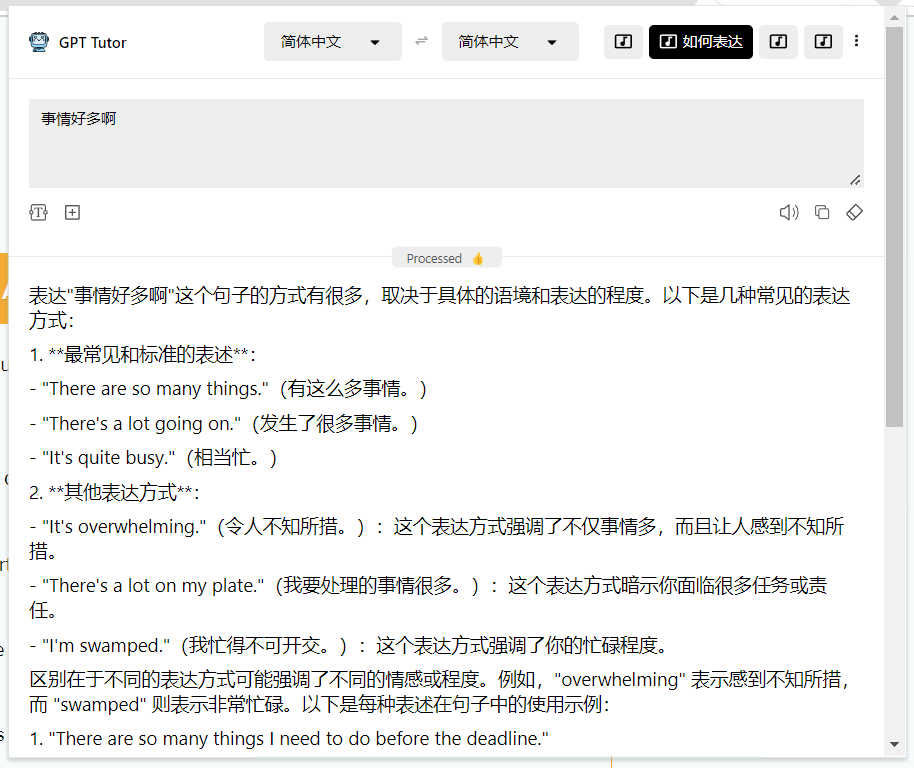 GPT Tutor
简体中文
简体中文
如何表达
事情好多啊
Processed 👍
表达"事情好多啊"这个句子的方式有很多，取决于具体的语境和表达的程度。以下是几种常见的表达
方式：
1. **最常见和标准的表述**：
- "There are so many things."（有这么多事情。）
- "There's a lot going on."（发生了很多事情。）
- "It's quite busy."（相当忙。）
2. **其他表达方式**：
- "It's overwhelming."（令人不知所措。）：这个表达方式强调了不仅事情多，而且让人感到不知所
措。
- "There's a lot on my plate."（我要处理的事情很多。）：这个表达方式暗示你面临很多任务或责
任。
- "I'm swamped."（我忙得不可开交。）：这个表达方式强调了你的忙碌程度。
区别在于不同的表达方式可能强调了不同的情感或程度。例如，"overwhelming" 表示感到不知所措，
而 "swamped" 则表示非常忙碌。以下是每种表述在句子中的使用示例：
1. "There are so many things I need to do before the deadline."